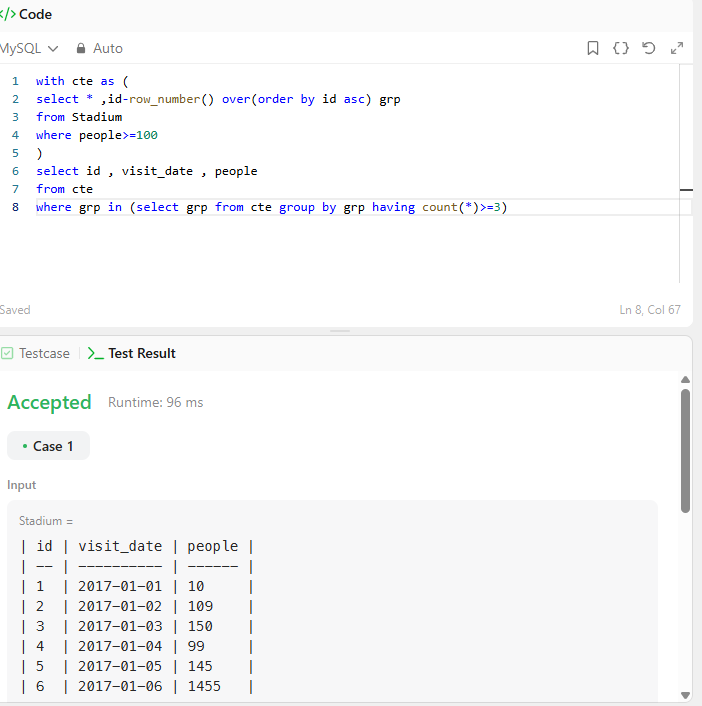 </> Code
MySQL Auto
1 with cte as (
2 select * ,id-row_number() over(order by id asc) grp
3 from Stadium
4 where people>=100
5 )
6 select id , visit_date , people
7 from cte
8 where grp in (select grp from cte group by grp having count(*)>=3)
Saved Ln 8, Col 67
Testcase Test Result
Accepted Runtime: 96 ms
• Case 1
Input
Stadium =
| id | visit_date | people |
| -- | ---------- | ------ |
| 1 | 2017-01-01 | 10 |
| 2 | 2017-01-02 | 109 |
| 3 | 2017-01-03 | 150 |
| 4 | 2017-01-04 | 99 |
| 5 | 2017-01-05 | 145 |
| 6 | 2017-01-06 | 1455 |